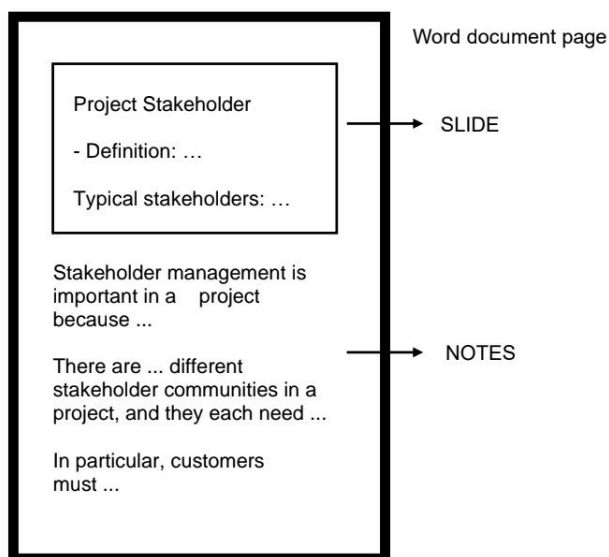 Word document page
Project Stakeholder
SLIDE
- Definition: …
Typical stakeholders: …
Stakeholder management is
important in a project
because ...
There are ... different
stakeholder communities in a
project, and they each need ...
NOTES
In particular, customers
must ...